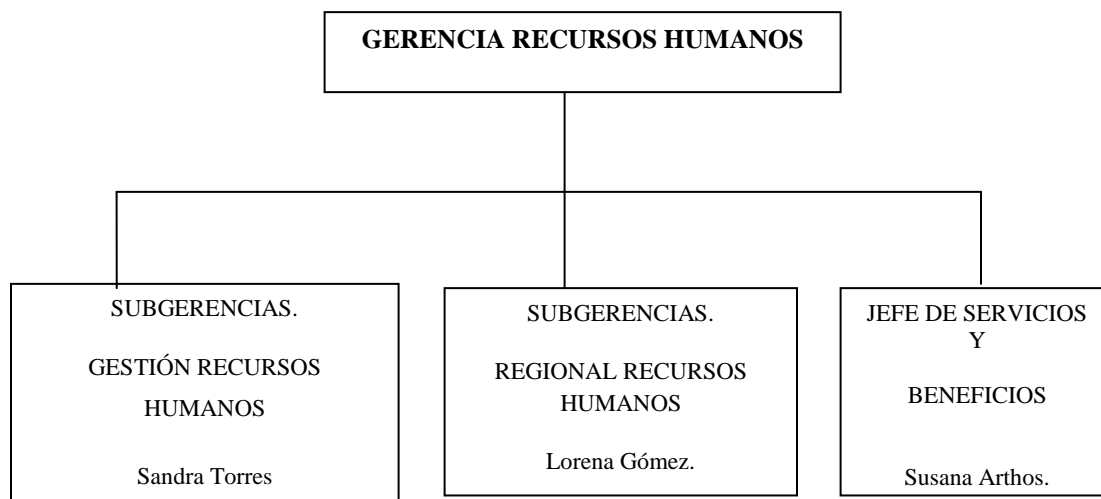 GERENCIA RECURSOS HUMANOS
SUBGERENCIAS.
GESTIÓN RECURSOS
HUMANOS
Sandra Torres
SUBGERENCIAS.
REGIONAL RECURSOS
HUMANOS
Lorena Gómez.
JEFE DE SERVICIOS
Y
BENEFICIOS
Susana Arthos.